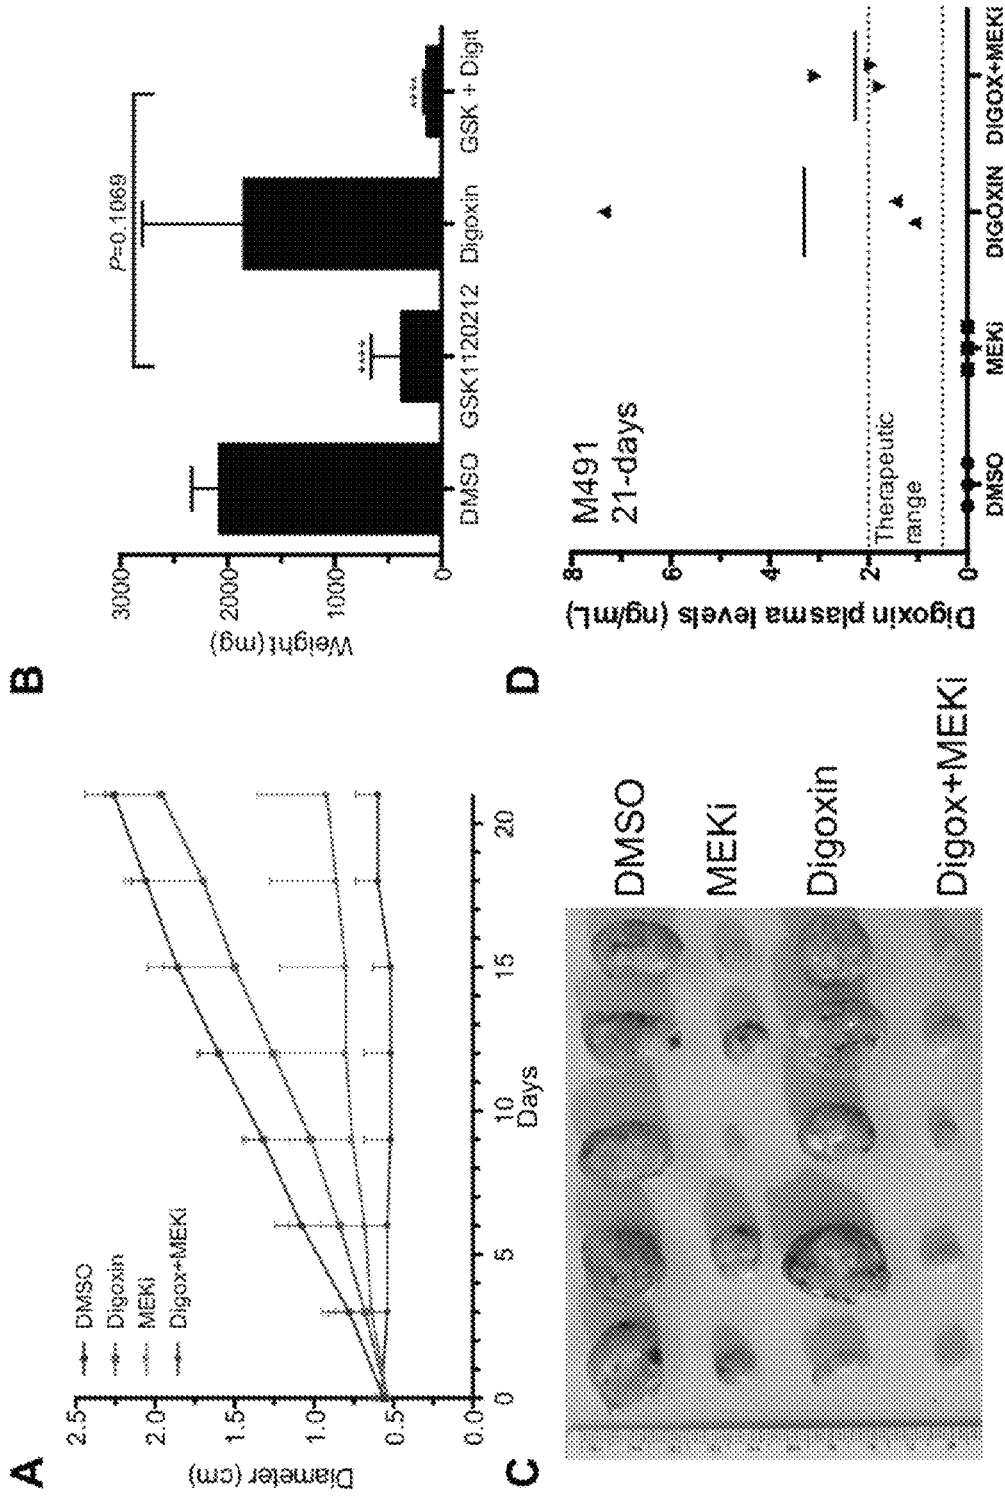 A
2.5
2.0
1.5
1.0
0.5
0.0
Diameter (cm)
DMSO
Digoxin
MEKi
Digox+MEKi
0
5
10
15
20
Days
B
3000
2000
1000
0
Weight (mg)
P=0.1069
****
****
DMSO
GSK1120212
Digoxin
GSK + Digit
C
DMSO
MEKi
Digoxin
Digox+MEKi
D
8
6
4
2
0
Digoxin plasma levels (ng/mL)
M491
21-days
Therapeutic
range
DMSO
MEKi
DIGOXIN
DIGOX+MEKi